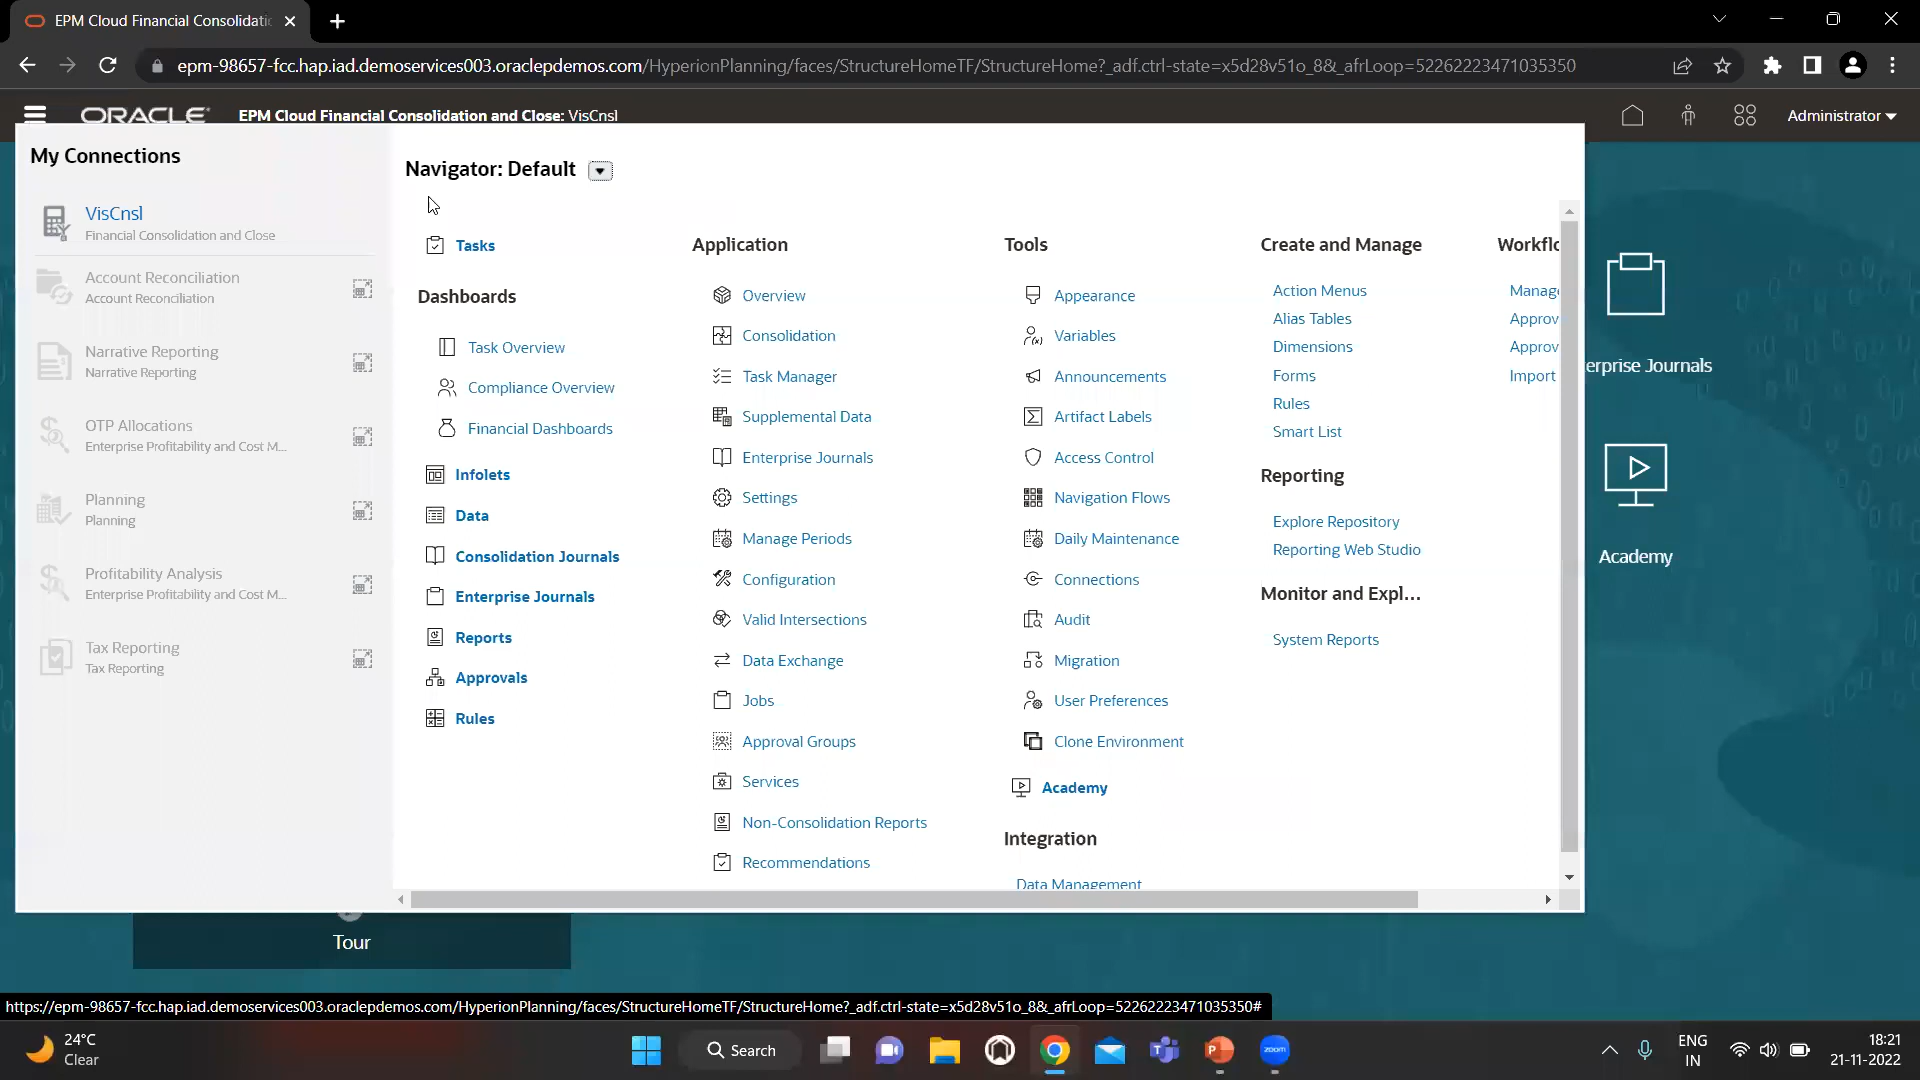 EPM Cloud Financial Consolidatic
epm-98657-fcc.hap.iad.demoservices003.oraclepdemos.com/HyperionPlanning/faces/StructureHomeTF/StructureHome?_adf.ctrl-state=x5d28v51o_8&_afrLoop=52262223471035350
ORACLE
EPM Cloud Financial Consolidation and Close: VisCnsl
Administrator
My Connections
VisCnsl
Financial Consolidation and Close
Account Reconciliation
Account Reconciliation
Narrative Reporting
Narrative Reporting
OTP Allocations
Enterprise Profitability and Cost M...
Planning
Planning
Profitability Analysis
Enterprise Profitability and Cost M...
Tax Reporting
Tax Reporting
Navigator: Default
Tasks
Dashboards
Task Overview
Compliance Overview
Financial Dashboards
Infolets
Data
Consolidation Journals
Enterprise Journals
Reports
Approvals
Rules
Application
Overview
Consolidation
Task Manager
Supplemental Data
Enterprise Journals
Settings
Manage Periods
Configuration
Valid Intersections
Data Exchange
Jobs
Approval Groups
Services
Non-Consolidation Reports
Recommendations
Tools
Appearance
Variables
Announcements
Artifact Labels
Access Control
Navigation Flows
Daily Maintenance
Connections
Audit
Migration
User Preferences
Clone Environment
Academy
Integration
Data Management
Create and Manage
Action Menus
Alias Tables
Dimensions
Forms
Rules
Smart List
Reporting
Explore Repository
Reporting Web Studio
Monitor and Expl...
System Reports
Workflo
Manage
Approv
Approv
Import
erprise Journals
Academy
Tour
https://epm-98657-fcc.hap.iad.demoservices003.oraclepdemos.com/HyperionPlanning/faces/StructureHomeTF/StructureHome?_adf.ctrl-state=x5d28v51o_8&_afrLoop=52262223471035350#
24°C
Clear
Search
zoom
ENG
IN
18:21
21-11-2022